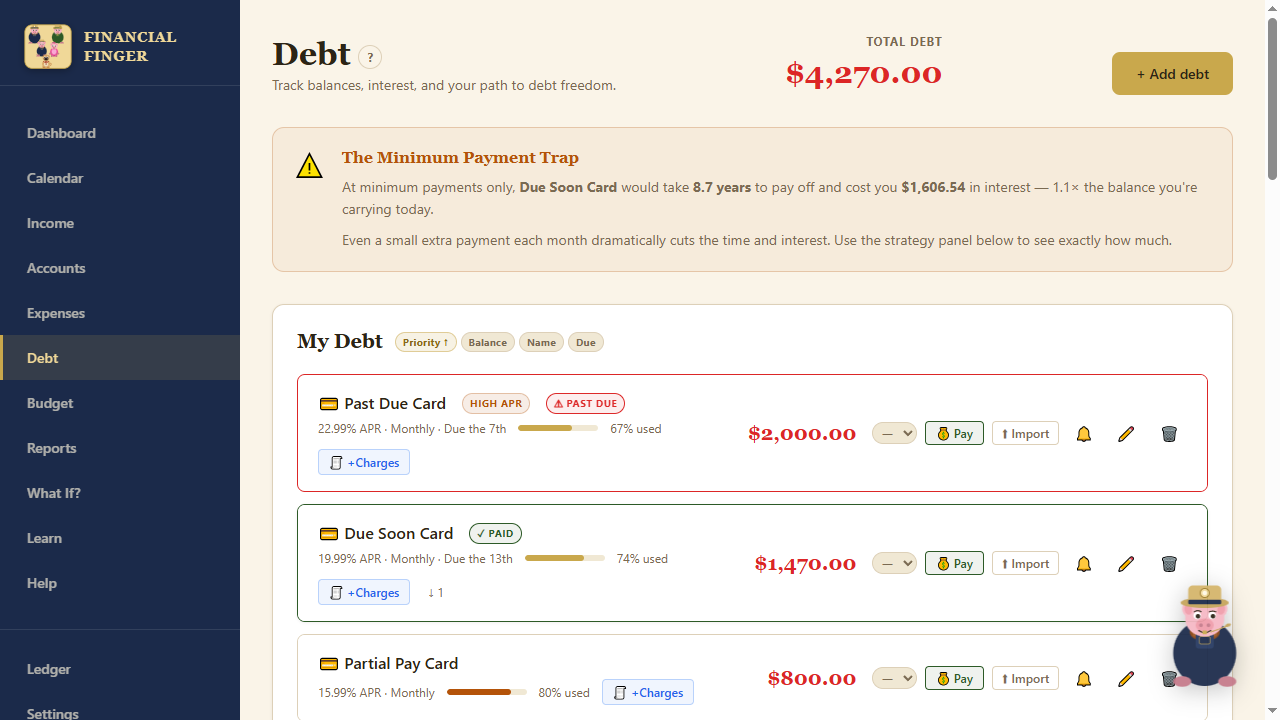 FINANCIAL
FINGER
Dashboard
Calendar
Income
Accounts
Expenses
Debt
Budget
Reports
What If?
Learn
Help
Ledger
Settings
Debt ?
Track balances, interest, and your path to debt freedom.
TOTAL DEBT
$4,270.00
+ Add debt
The Minimum Payment Trap
At minimum payments only, Due Soon Card would take 8.7 years to pay off and cost you $1,606.54 in interest — 1.1× the balance you're
carrying today.
Even a small extra payment each month dramatically cuts the time and interest. Use the strategy panel below to see exactly how much.
My Debt Priority ↑ Balance Name Due
Past Due Card HIGH APR ⚠ PAST DUE
22.99% APR · Monthly · Due the 7th 67% used
+Charges
$2,000.00 — Pay ⬆ Import
Due Soon Card ✓ PAID
19.99% APR · Monthly · Due the 13th 74% used
+Charges ↓ 1
$1,470.00 — Pay ⬆ Import
Partial Pay Card
15.99% APR · Monthly 80% used +Charges
$800.00 — Pay ⬆ Import